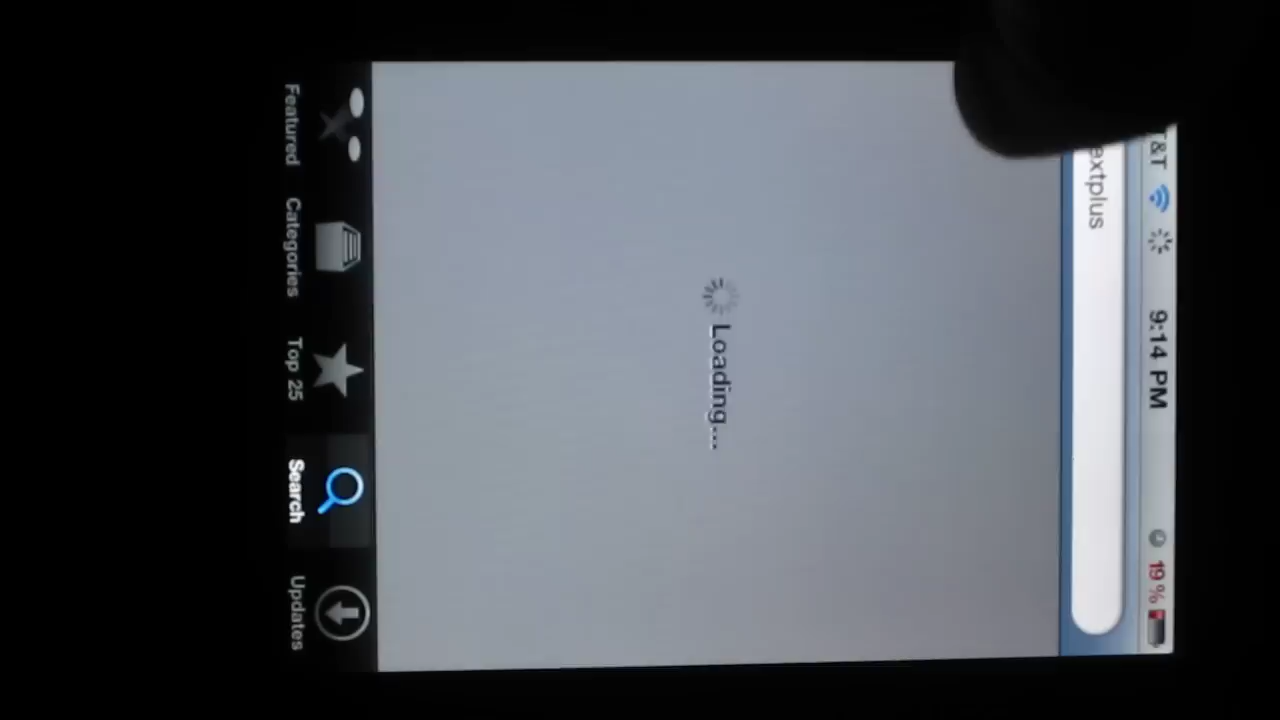 T&T 9:14 PM 19%
extplus
Loading...
Featured Categories Top 25 Search Updates